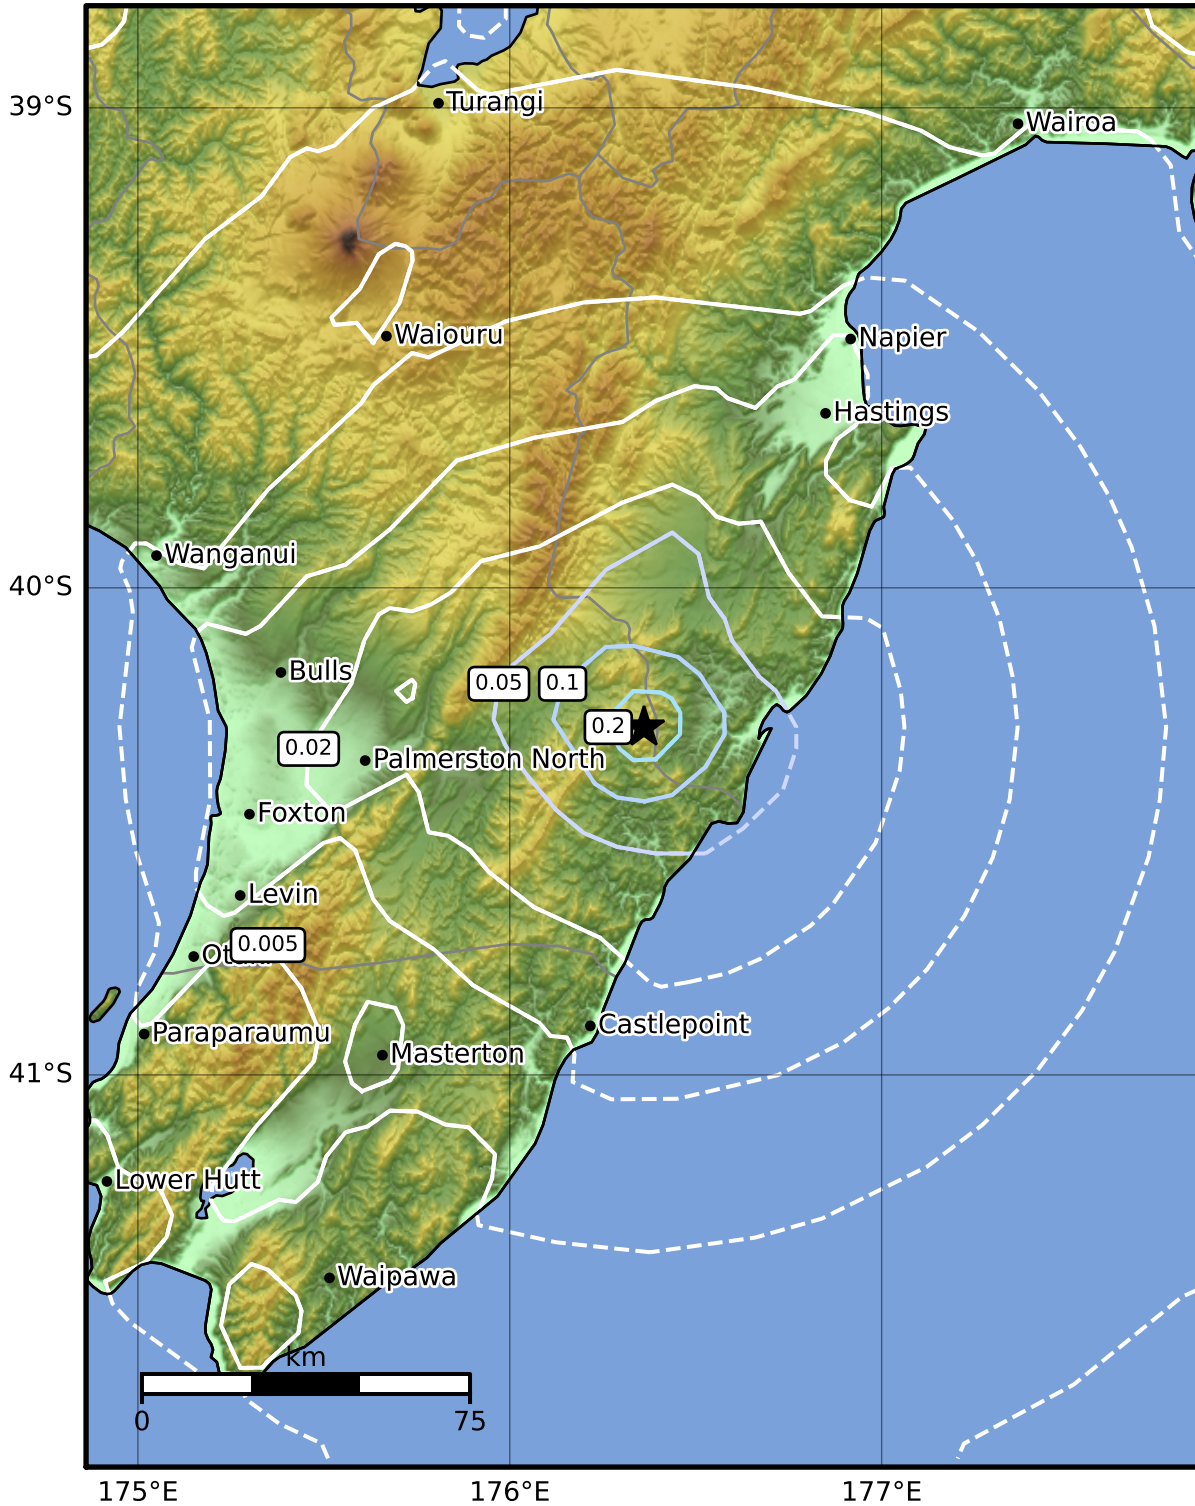 39°S
Turangi
Wairoa
Waiouru
Napier
Hastings
Wanganui
40°S
Bulls
0.05
0.1
0.2
0.02
Palmerston North
Foxton
Levin
0.005
Paraparaumu
Castlepoint
Masterton
41°S
Lower Hutt
Waipawa
km
0
75
175°E
176°E
177°E